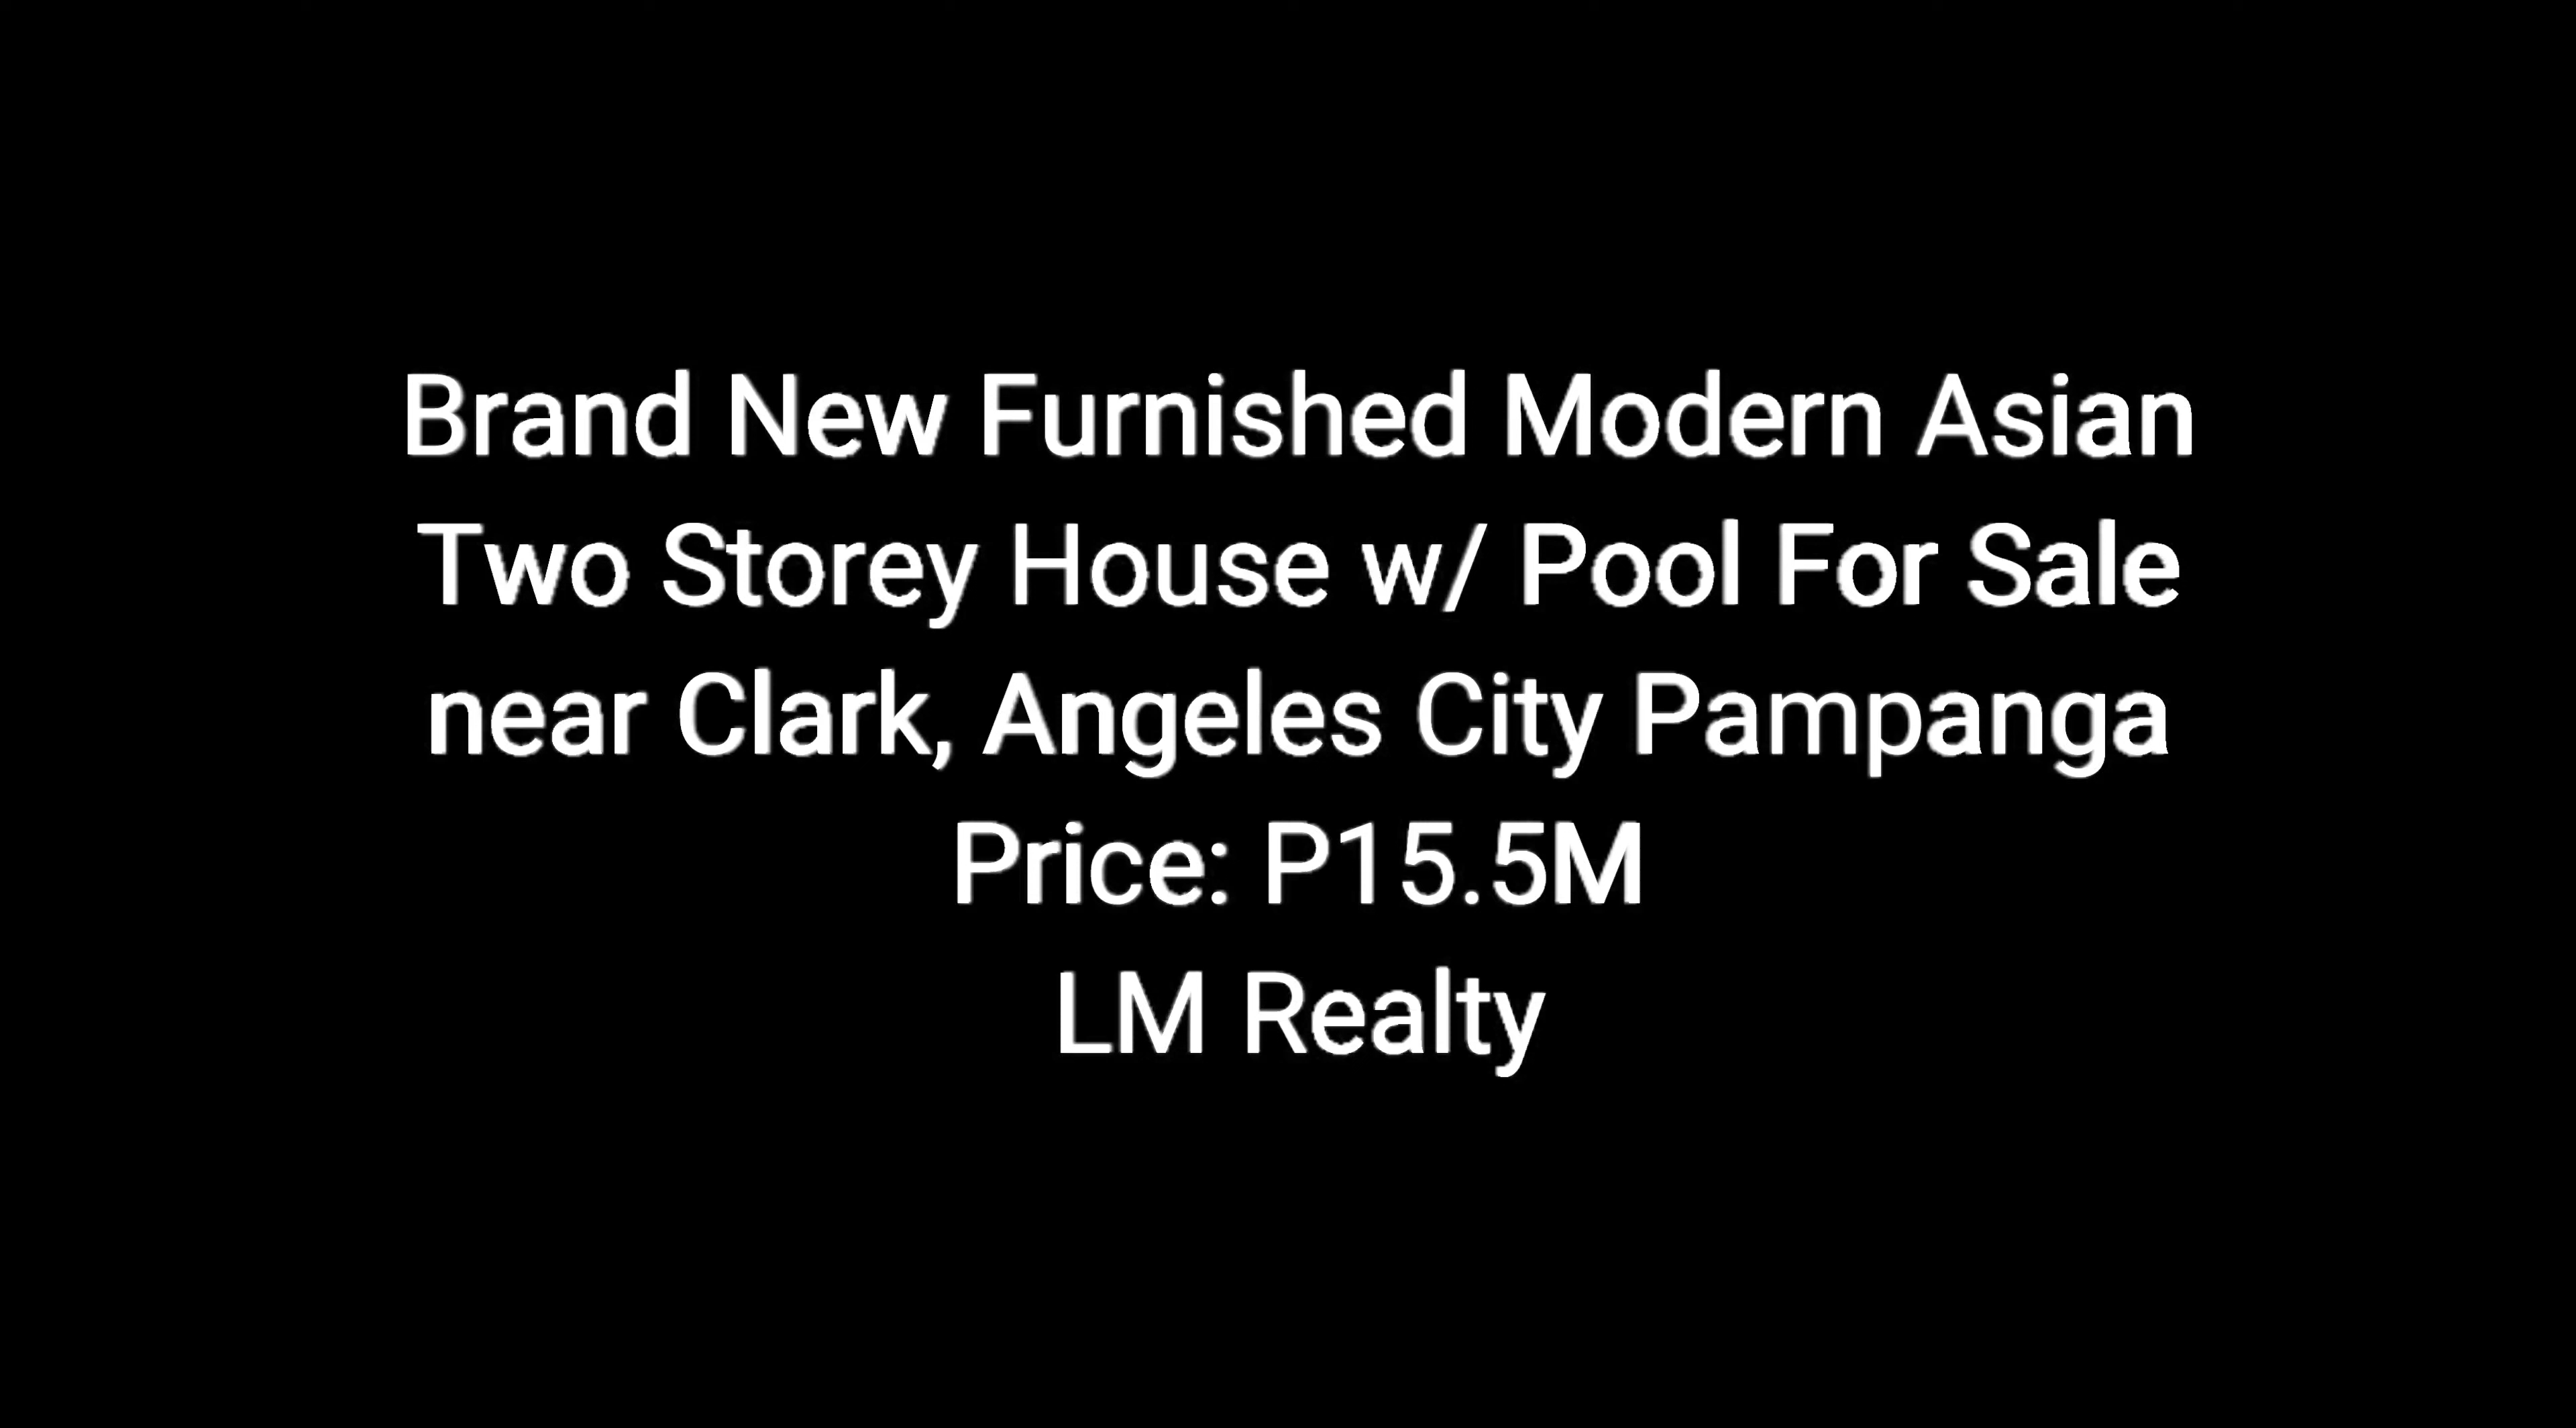 Brand New Furnished Modern Asian
Two Storey House w/ Pool For Sale
near Clark, Angeles City Pampanga
Price: P15.5M
LM Realty